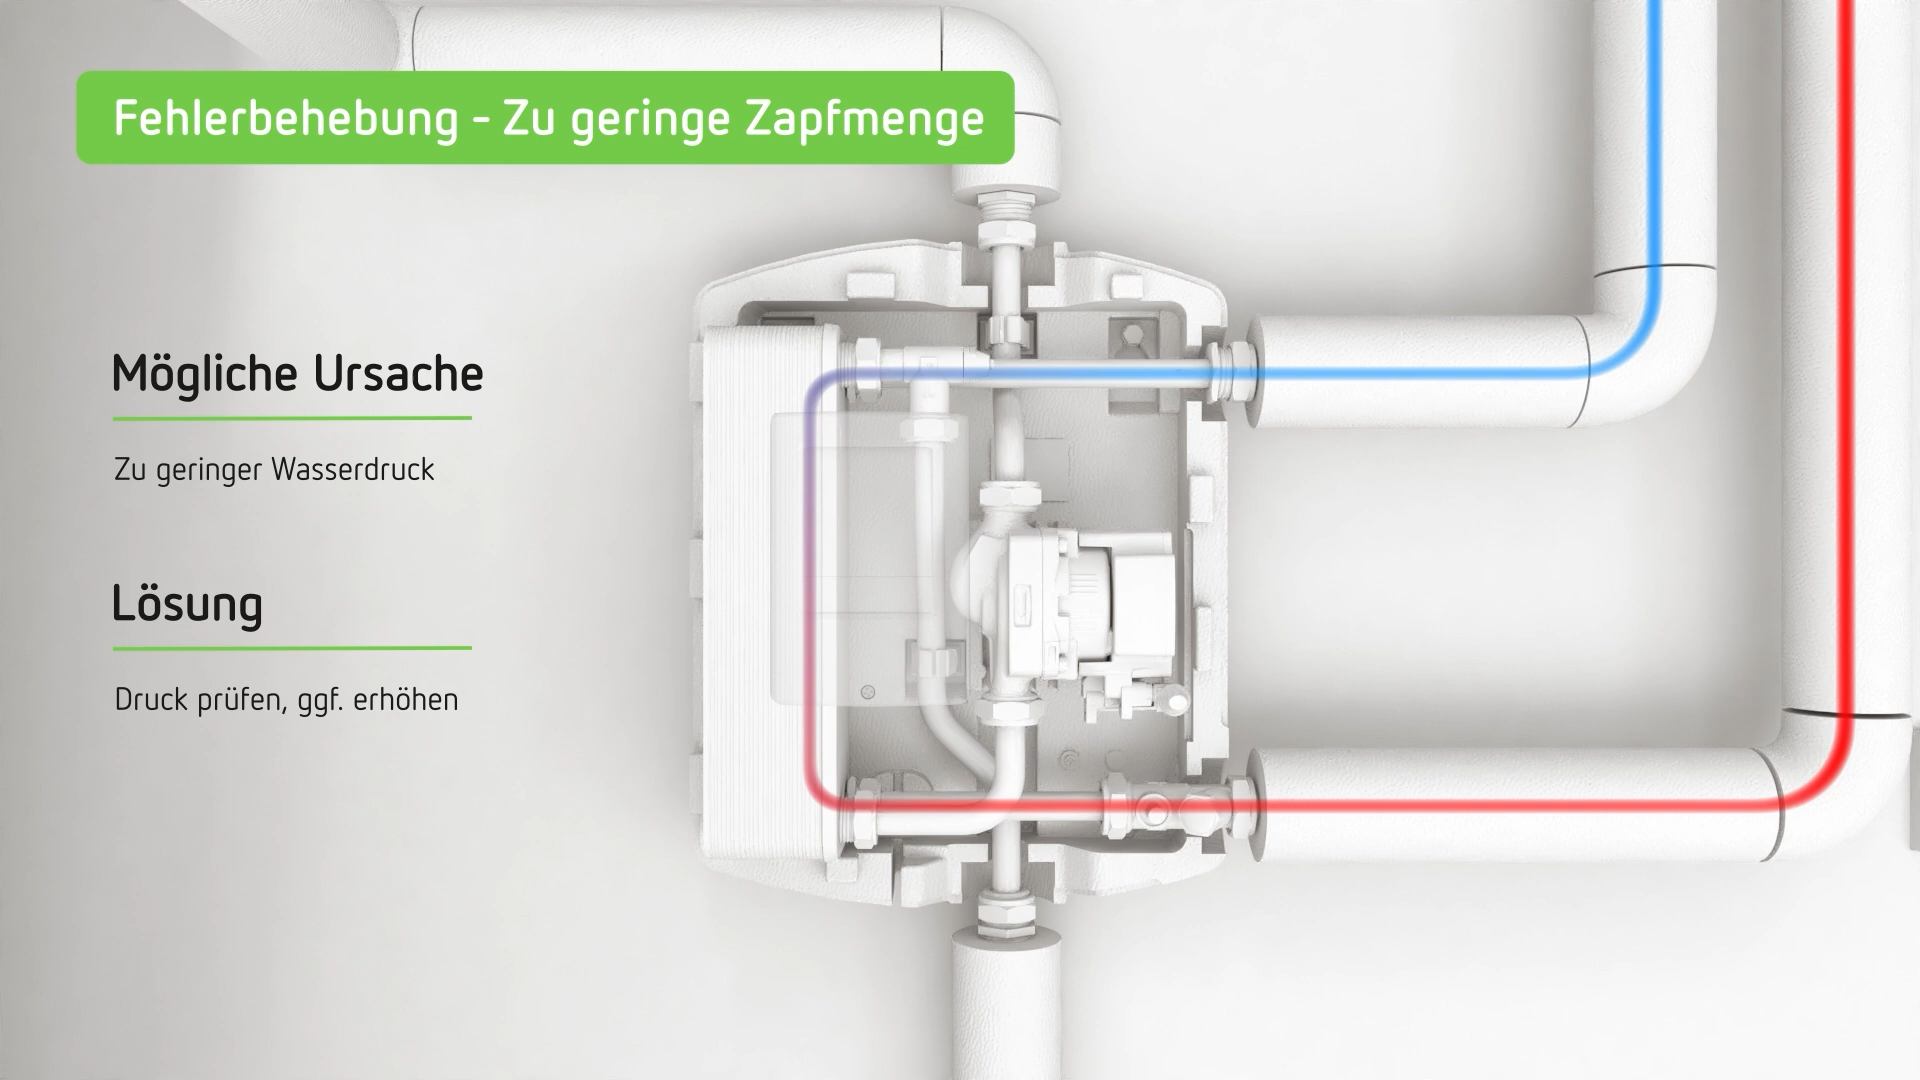 Fehlerbehebung - Zu geringe Zapfmenge
Mögliche Ursache
Zu geringer Wasserdruck
Lösung
Druck prüfen, ggf. erhöhen